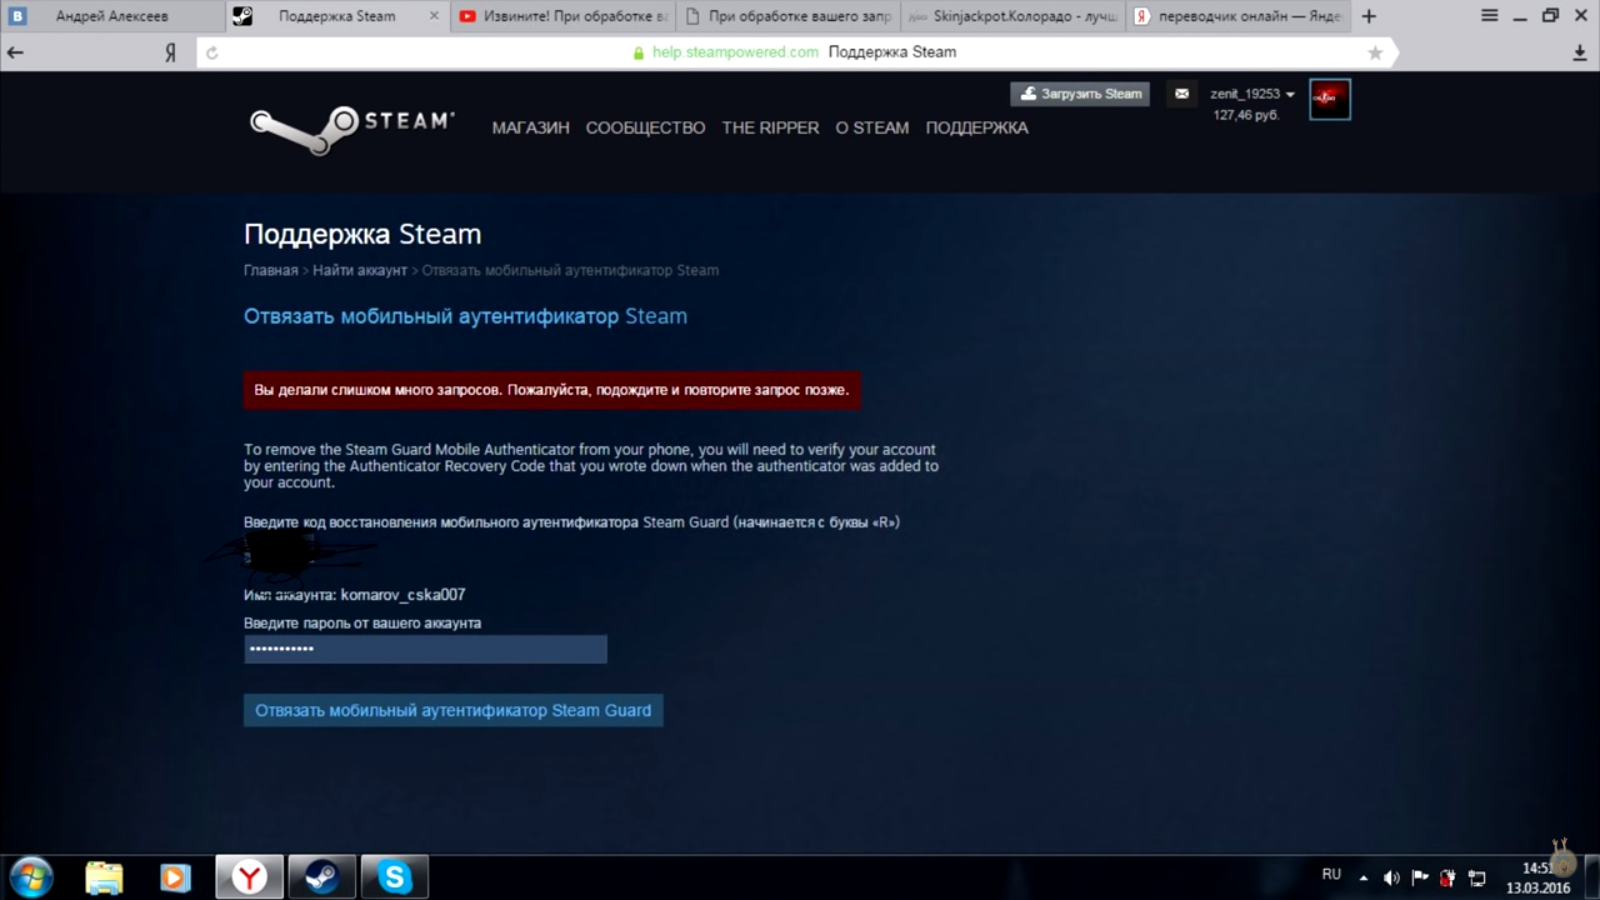 Андрей Алексеев
Поддержка Steam
Извините! При обработке ва
При обработке вашего запр
Skinjackpot.Колорадо - лучш
переводчик онлайн — Янде
help.steampowered.com Поддержка Steam
Загрузить Steam
zenit_19253
127,46 руб.
STEAM
МАГАЗИН СООБЩЕСТВО THE RIPPER О STEAM ПОДДЕРЖКА
Поддержка Steam
Главная > Найти аккаунт > Отвязать мобильный аутентификатор Steam
Отвязать мобильный аутентификатор Steam
Вы делали слишком много запросов. Пожалуйста, подождите и повторите запрос позже.
To remove the Steam Guard Mobile Authenticator from your phone, you will need to verify your account
by entering the Authenticator Recovery Code that you wrote down when the authenticator was added to
your account.
Введите код восстановления мобильного аутентификатора Steam Guard (начинается с буквы «R»)
Имя аккаунта: komarov_cska007
Введите пароль от вашего аккаунта
•••••••••••
Отвязать мобильный аутентификатор Steam Guard
RU
13.03.2016